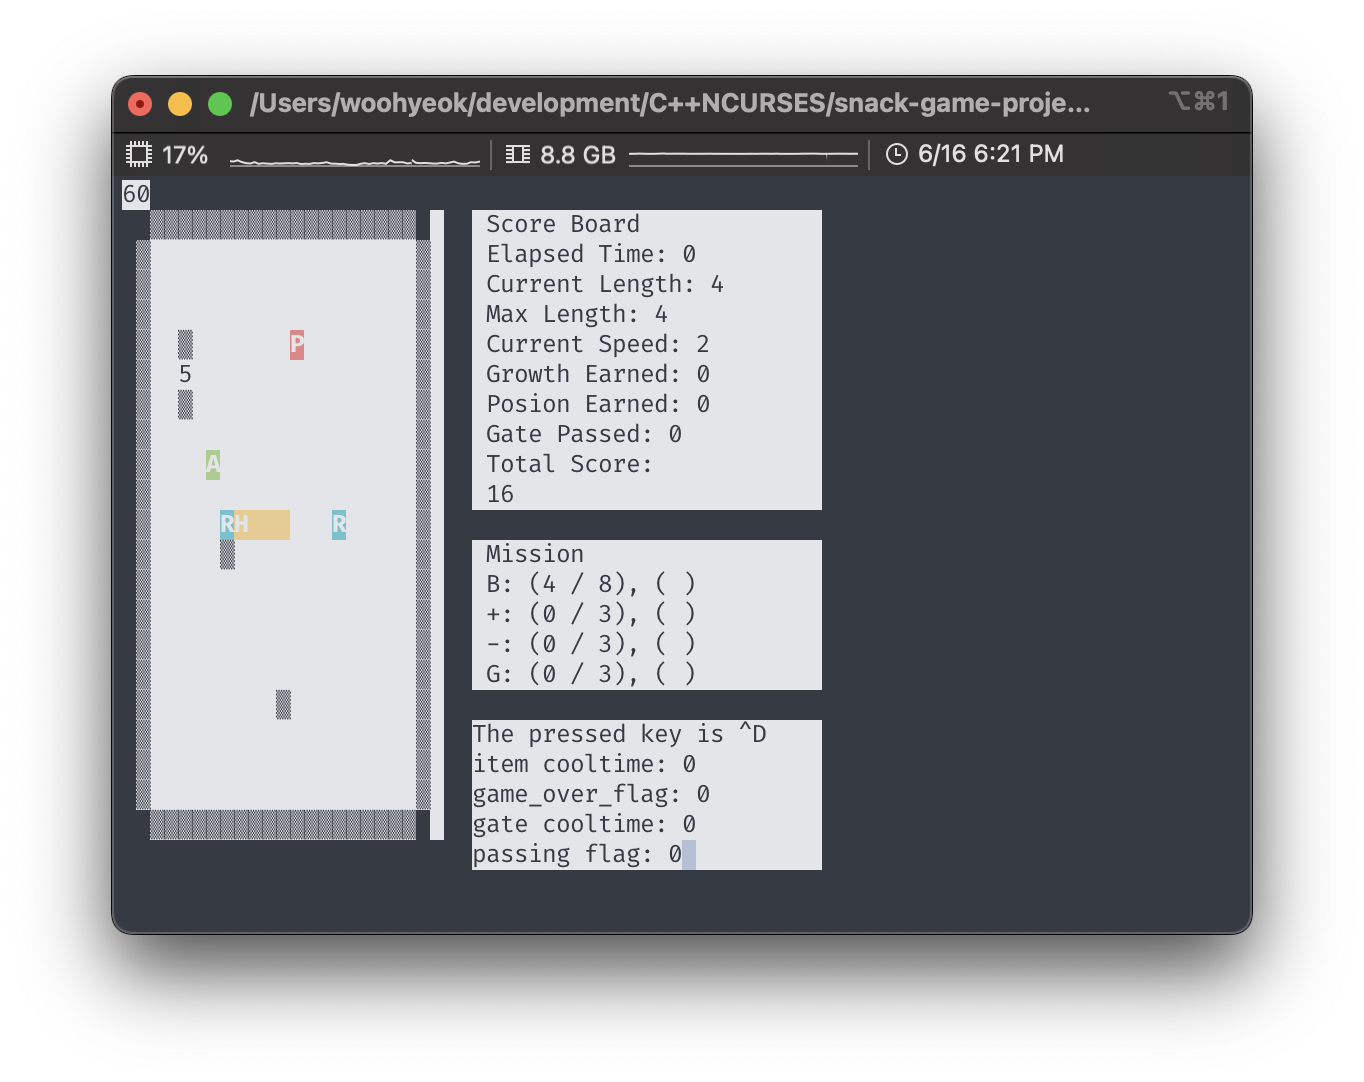 /Users/woohyeok/development/C++NCURSES/snack-game-proje... ⌥⌘1
17% 8.8 GB 6/16 6:21 PM
60
P
5
A
RH R
Score Board
Elapsed Time: 0
Current Length: 4
Max Length: 4
Current Speed: 2
Growth Earned: 0
Posion Earned: 0
Gate Passed: 0
Total Score:
16
Mission
B: (4 / 8), ( )
+: (0 / 3), ( )
-: (0 / 3), ( )
G: (0 / 3), ( )
The pressed key is ^D
item cooltime: 0
game_over_flag: 0
gate cooltime: 0
passing flag: 0